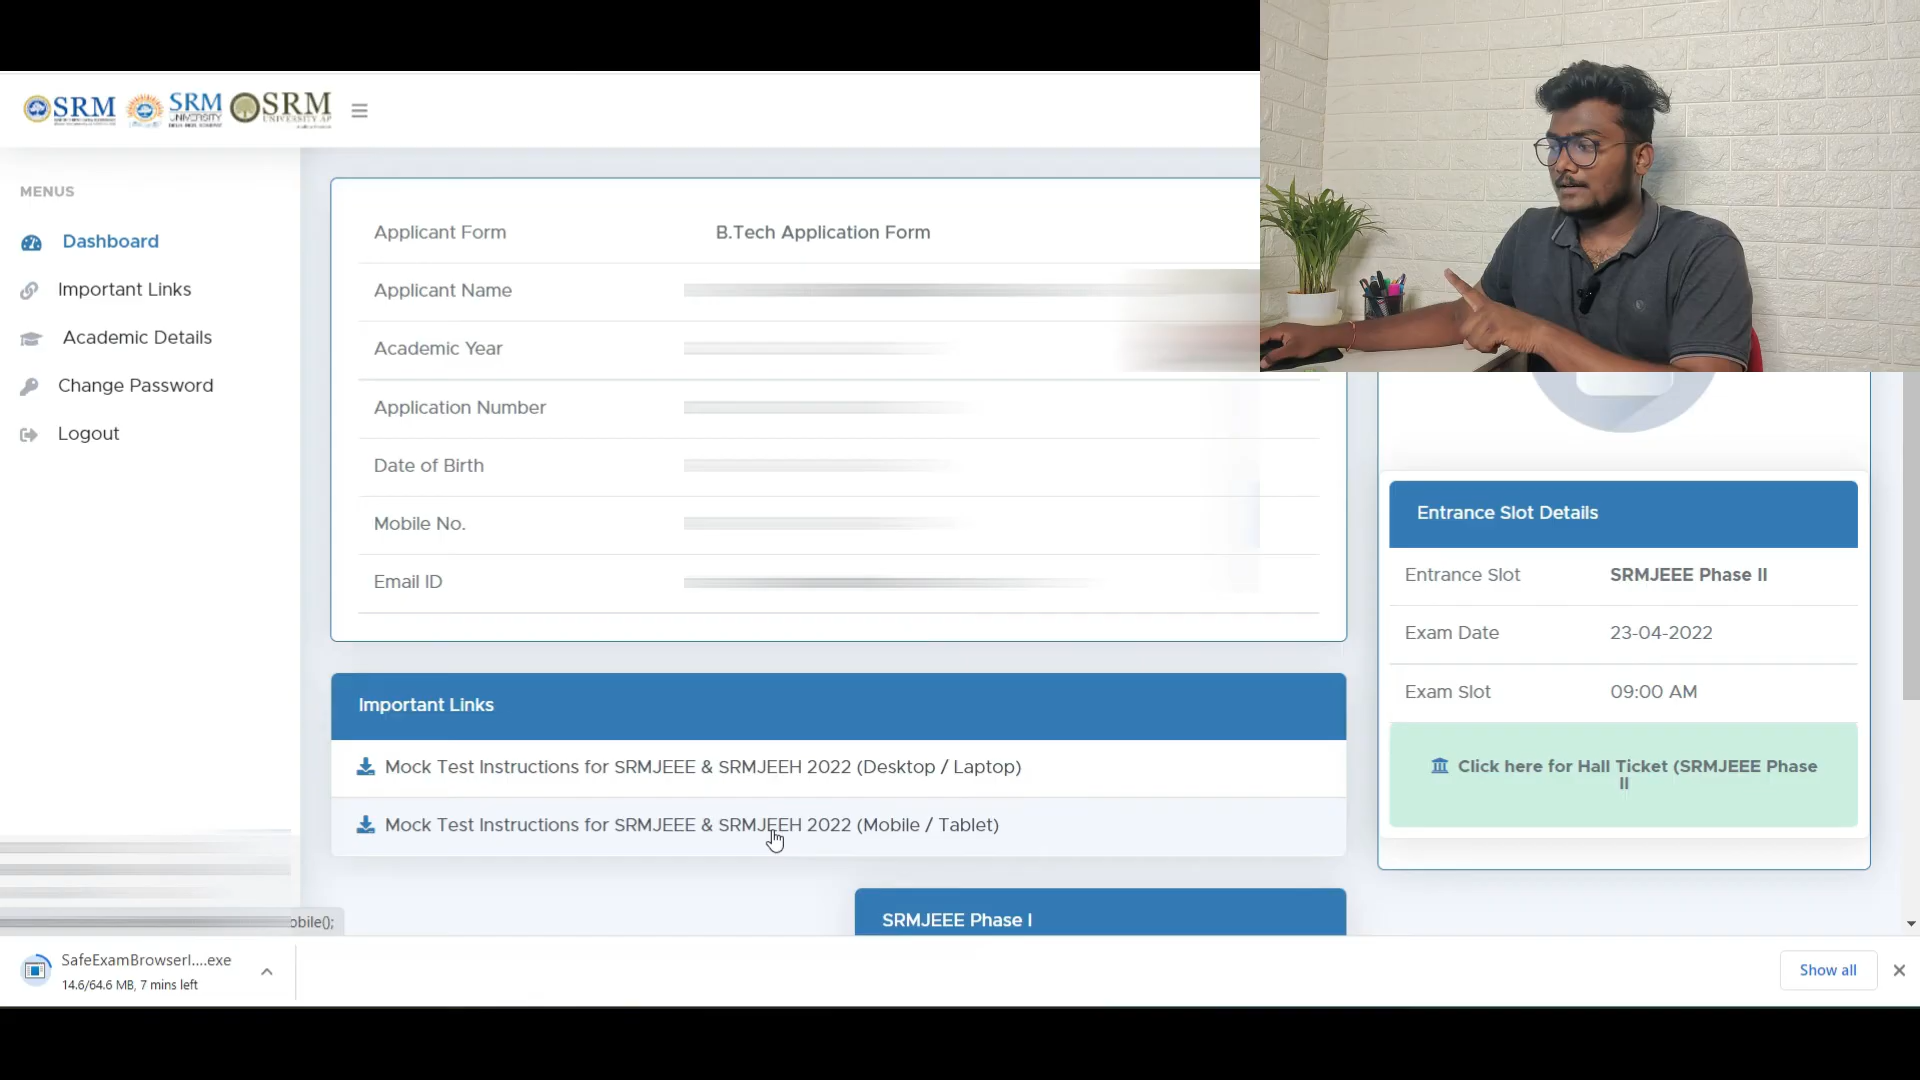 SRM SRM SRM
UNIVERSITY UNIVERSITY AP
MENUS
Dashboard
Important Links
Academic Details
Change Password
Logout
Applicant Form B.Tech Application Form
Applicant Name
Academic Year
Application Number
Date of Birth
Mobile No.
Email ID
Important Links
Mock Test Instructions for SRMJEEE & SRMJEEH 2022 (Desktop / Laptop)
Mock Test Instructions for SRMJEEE & SRMJEEH 2022 (Mobile / Tablet)
SRMJEEE Phase I
Entrance Slot Details
Entrance Slot SRMJEEE Phase II
Exam Date 23-04-2022
Exam Slot 09:00 AM
Click here for Hall Ticket (SRMJEEE Phase
II
obile();
SafeExamBrowserI....exe
14.6/64.6 MB, 7 mins left
Show all